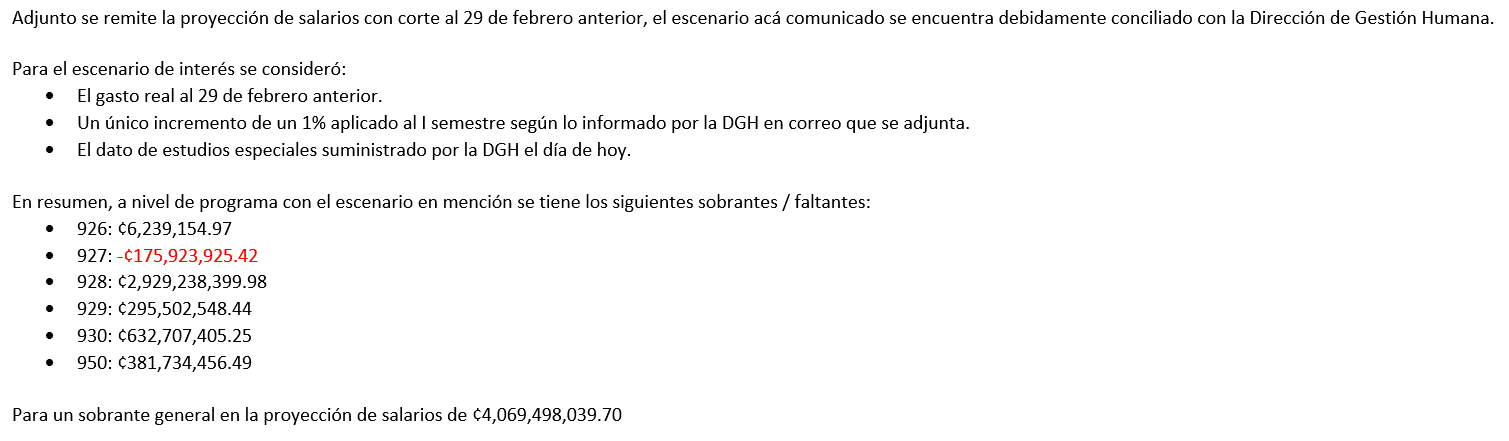 Adjunto se remite la proyección de salarios con corte al 29 de febrero anterior, el escenario acá comunicado se encuentra debidamente conciliado con la Dirección de Gestión Humana.
Para el escenario de interés se consideró:
• El gasto real al 29 de febrero anterior.
• Un único incremento de un 1% aplicado al I semestre según lo informado por la DGH en correo que se adjunta.
• El dato de estudios especiales suministrado por la DGH el día de hoy.
En resumen, a nivel de programa con el escenario en mención se tiene los siguientes sobrantes / faltantes:
• 926: ¢6,239,154.97
• 927: -¢175,923,925.42
• 928: ¢2,929,238,399.98
• 929: ¢295,502,548.44
• 930: ¢632,707,405.25
• 950: ¢381,734,456.49
Para un sobrante general en la proyección de salarios de ¢4,069,498,039.70